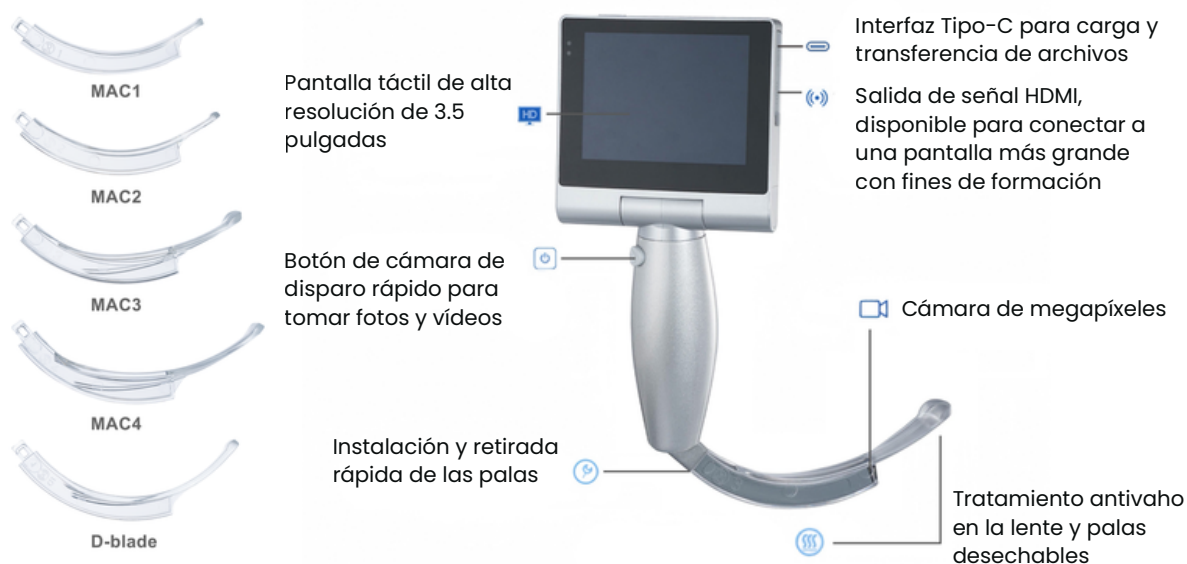 MAC1
MAC2
MAC3
MAC4
D-blade
Pantalla táctil de alta
resolución de 3.5
pulgadas
HD
Botón de cámara de
disparo rápido para
tomar fotos y vídeos
Instalación y retirada
rápida de las palas
Interfaz Tipo-C para carga y
transferencia de archivos
Salida de señal HDMI,
disponible para conectar a
una pantalla más grande
con fines de formación
Cámara de megapíxeles
Tratamiento antivaho
en la lente y palas
desechables